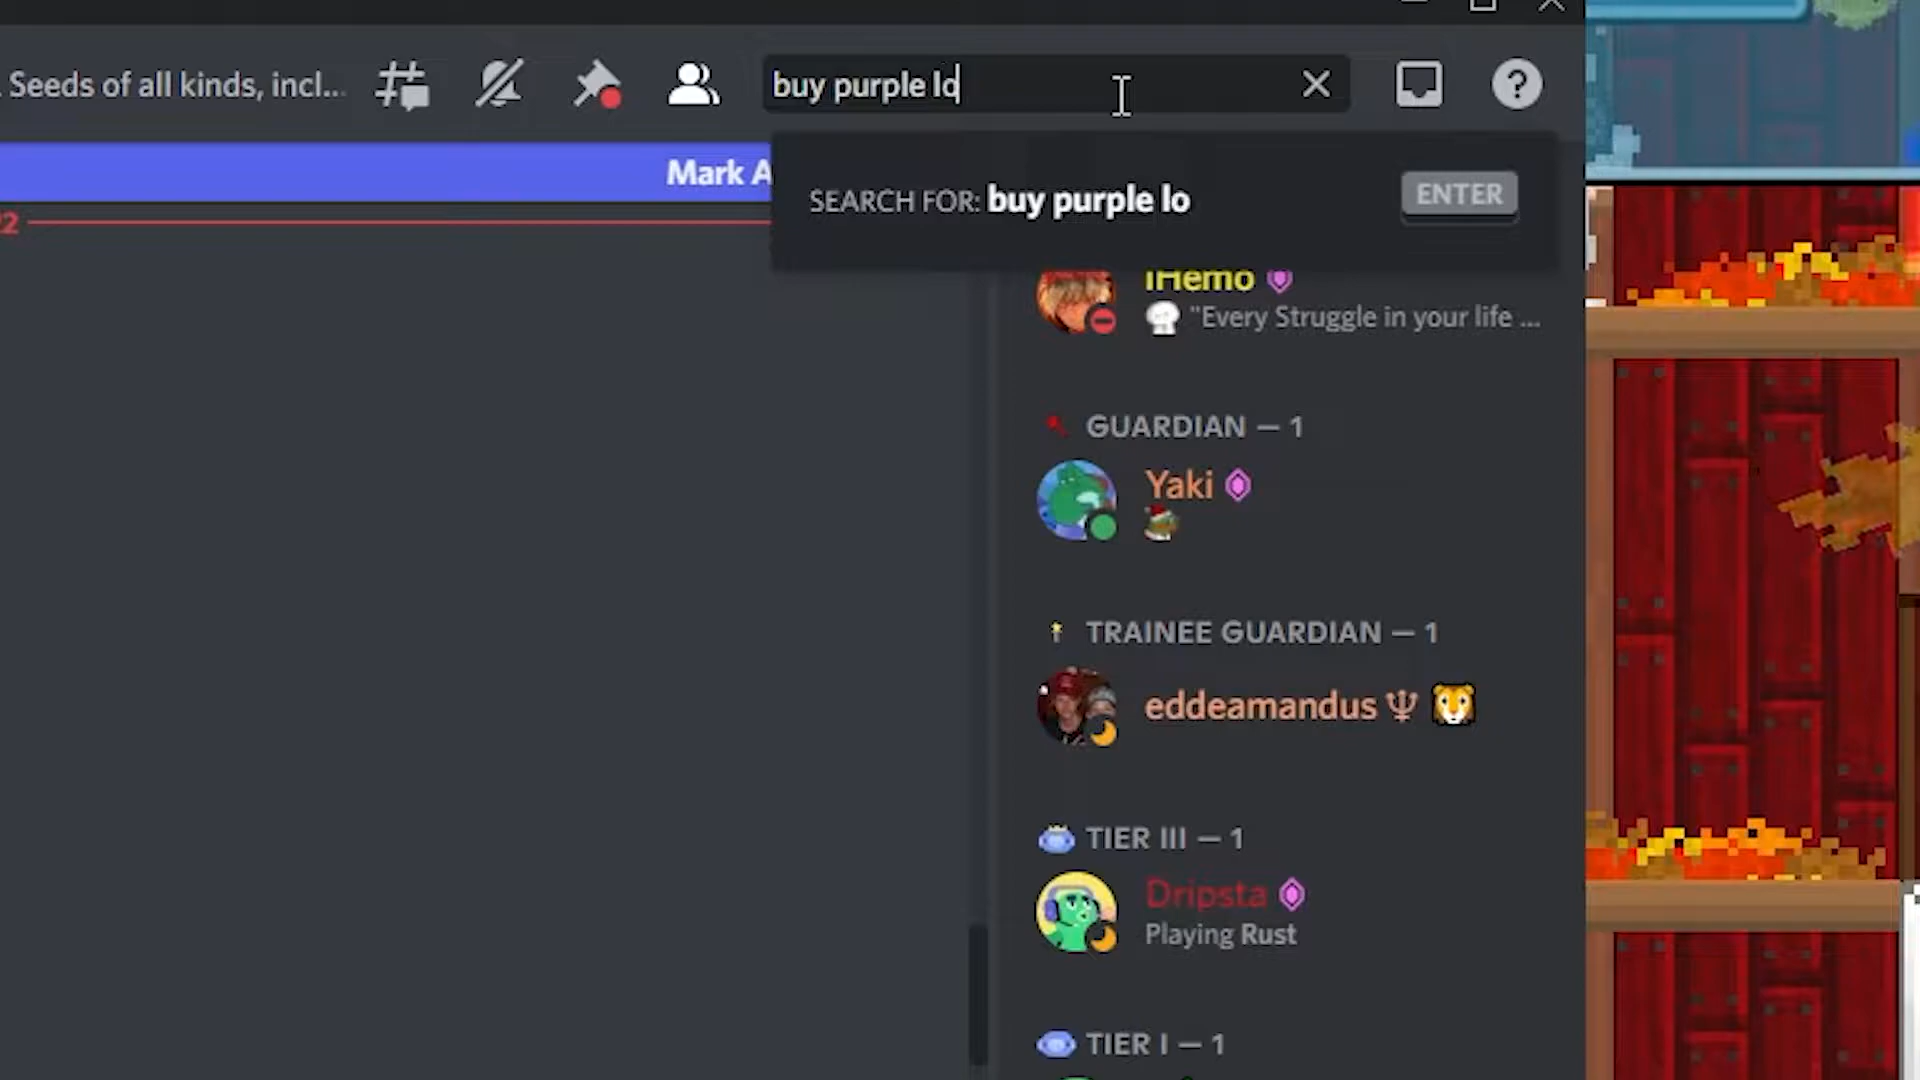 Seeds of all kinds, incl...
buy purple lo
Mark A
SEARCH FOR: buy purple lo
ENTER
2
iHemo
"Every Struggle in your life ...
GUARDIAN — 1
Yaki
TRAINEE GUARDIAN — 1
eddeamandus
TIER III — 1
Dripsta
Playing Rust
TIER I — 1